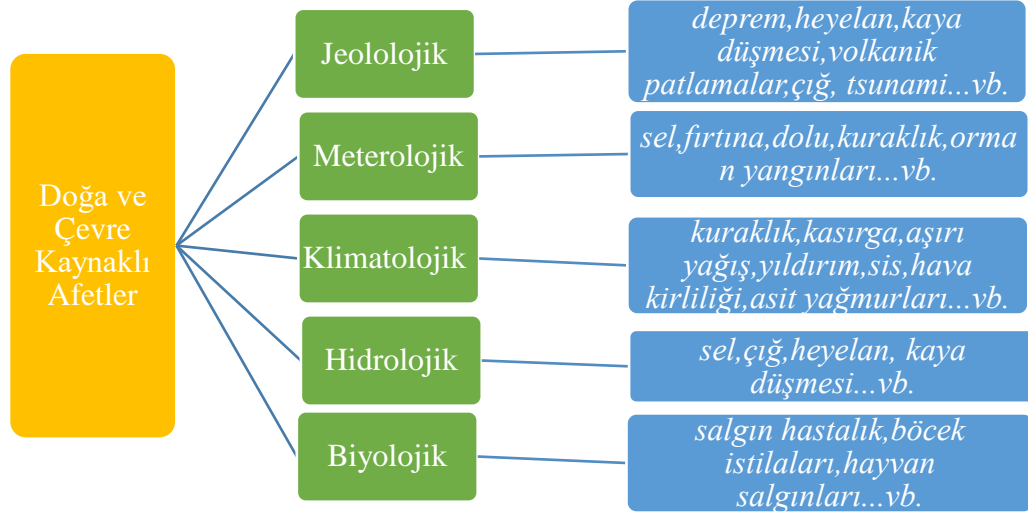 Doğa ve
Çevre
Kaynaklı
Afetler
Jeololojik
deprem,heyelan,kaya
düşmesi,volkanik
patlamalar,çığ, tsunami...vb.
Meterolojik
sel,fırtına,dolu,kuraklık,orma
n yangınları...vb.
Klimatolojik
kuraklık,kasırga,aşırı
yağış,yıldırım,sis,hava
kirliliği,asit yağmurları...vb.
Hidrolojik
sel,çığ,heyelan, kaya
düşmesi...vb.
Biyolojik
salgın hastalık,böcek
istilaları,hayvan
salgınları...vb.